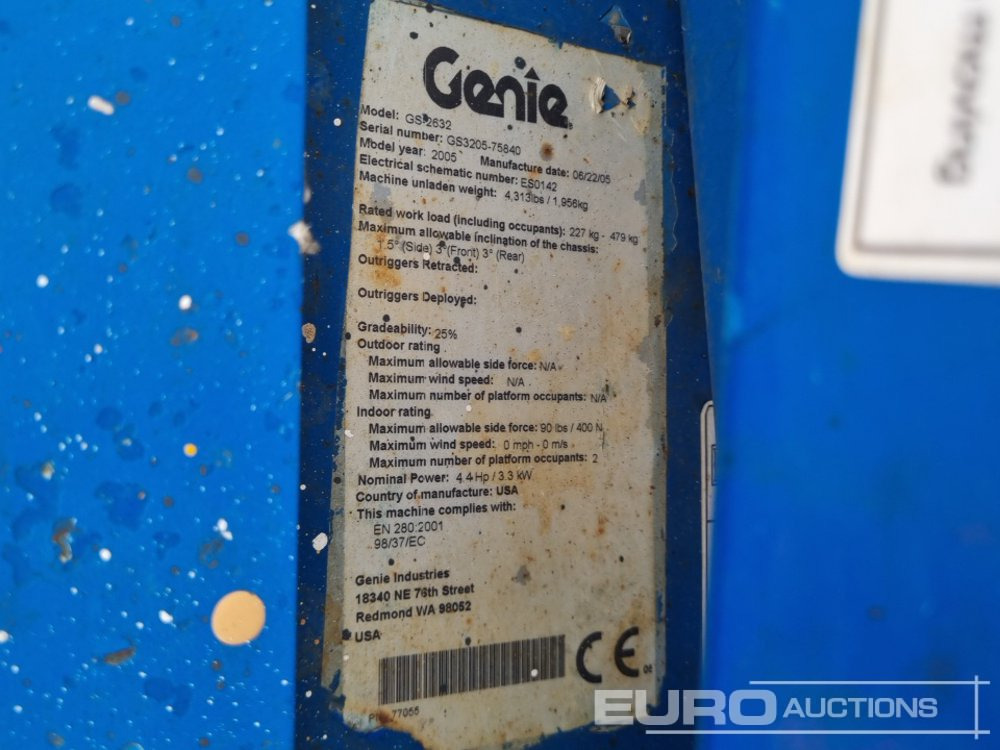 Genie
Model: GS-2632
Serial number: GS3205-75840
Model year: 2005 Manufacture date: 06/22/05
Electrical schematic number: ES0142
Machine unladen weight: 4,313lbs / 1,956kg
Rated work load (including occupants): 227 kg - 479 kg
Maximum allowable inclination of the chassis:
1.5° (Side) 3°(Front) 3° (Rear)
Outriggers Retracted:
Outriggers Deployed:
Gradeability: 25%
Outdoor rating
Maximum allowable side force: N/A
Maximum wind speed: N/A
Maximum number of platform occupants: N/A
Indoor rating
Maximum allowable side force: 90 lbs / 400 N
Maximum wind speed: 0 mph - 0 m/s
Maximum number of platform occupants: 2
Nominal Power: 4.4 Hp / 3.3 kW
Country of manufacture: USA
This machine complies with:
EN 280:2001
98/37/EC
Genie Industries
18340 NE 76th Street
Redmond WA 98052
USA
CE
77055
EURO AUCTIONS